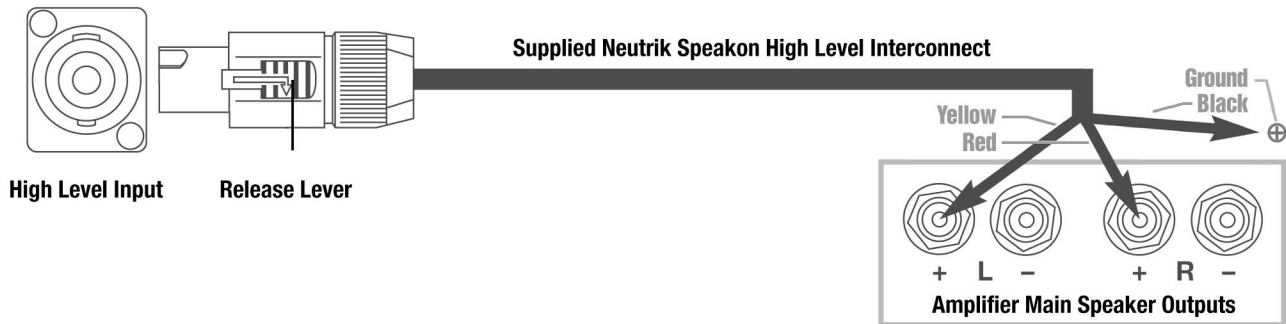 Supplied Neutrik Speakon High Level Interconnect
Ground
Black
Yellow
Red
High Level Input
Release Lever
+ L − + R −
Amplifier Main Speaker Outputs